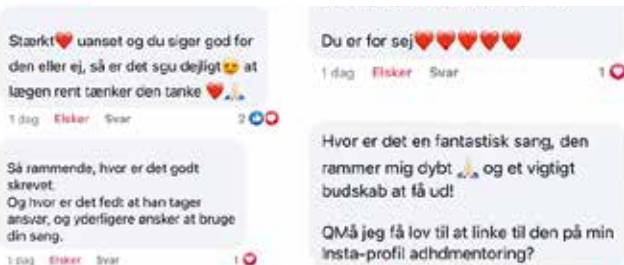 Stærkt❤️ uanset og du siger god for
den eller ej, så er det sgu dejligt😍 at
lægen rent tænker den tanke ❤️🙏
1 dag Elsker Svar 2
Så rammende, hvor er det godt
skrevet.
Og hvor er det fedt at han tager
ansvar, og yderligere ønsker at bruge
din sang.
1 dag Elsker Svar 1
Du er for sej❤️❤️❤️❤️❤️
1 dag Elsker Svar 1
Hvor er det en fantastisk sang, den
rammer mig dybt 🙏 og et vigtigt
budskab at få ud!
QMå jeg få lov til at linke til den på min
Insta-profil adhdmentoring?